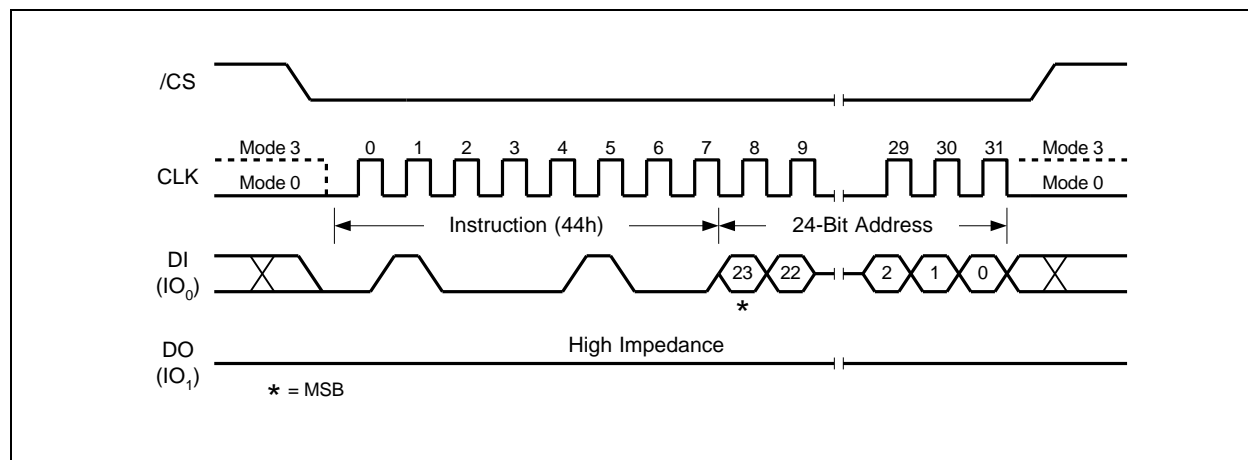 /CS
Mode 3
0 1 2 3 4 5 6 7 8 9 29 30 31
Mode 3
CLK
Mode 0
Mode 0
Instruction (44h)
24-Bit Address
DI
(IO₀)
23 22 2 1 0
*
DO
(IO₁)
High Impedance
* = MSB